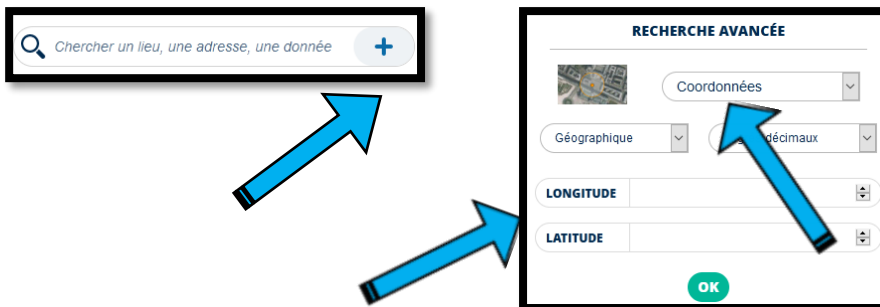 Chercher un lieu, une adresse, une donnée +
RECHERCHE AVANCÉE
Coordonnées
Géographique
décimaux
LONGITUDE
LATITUDE
OK